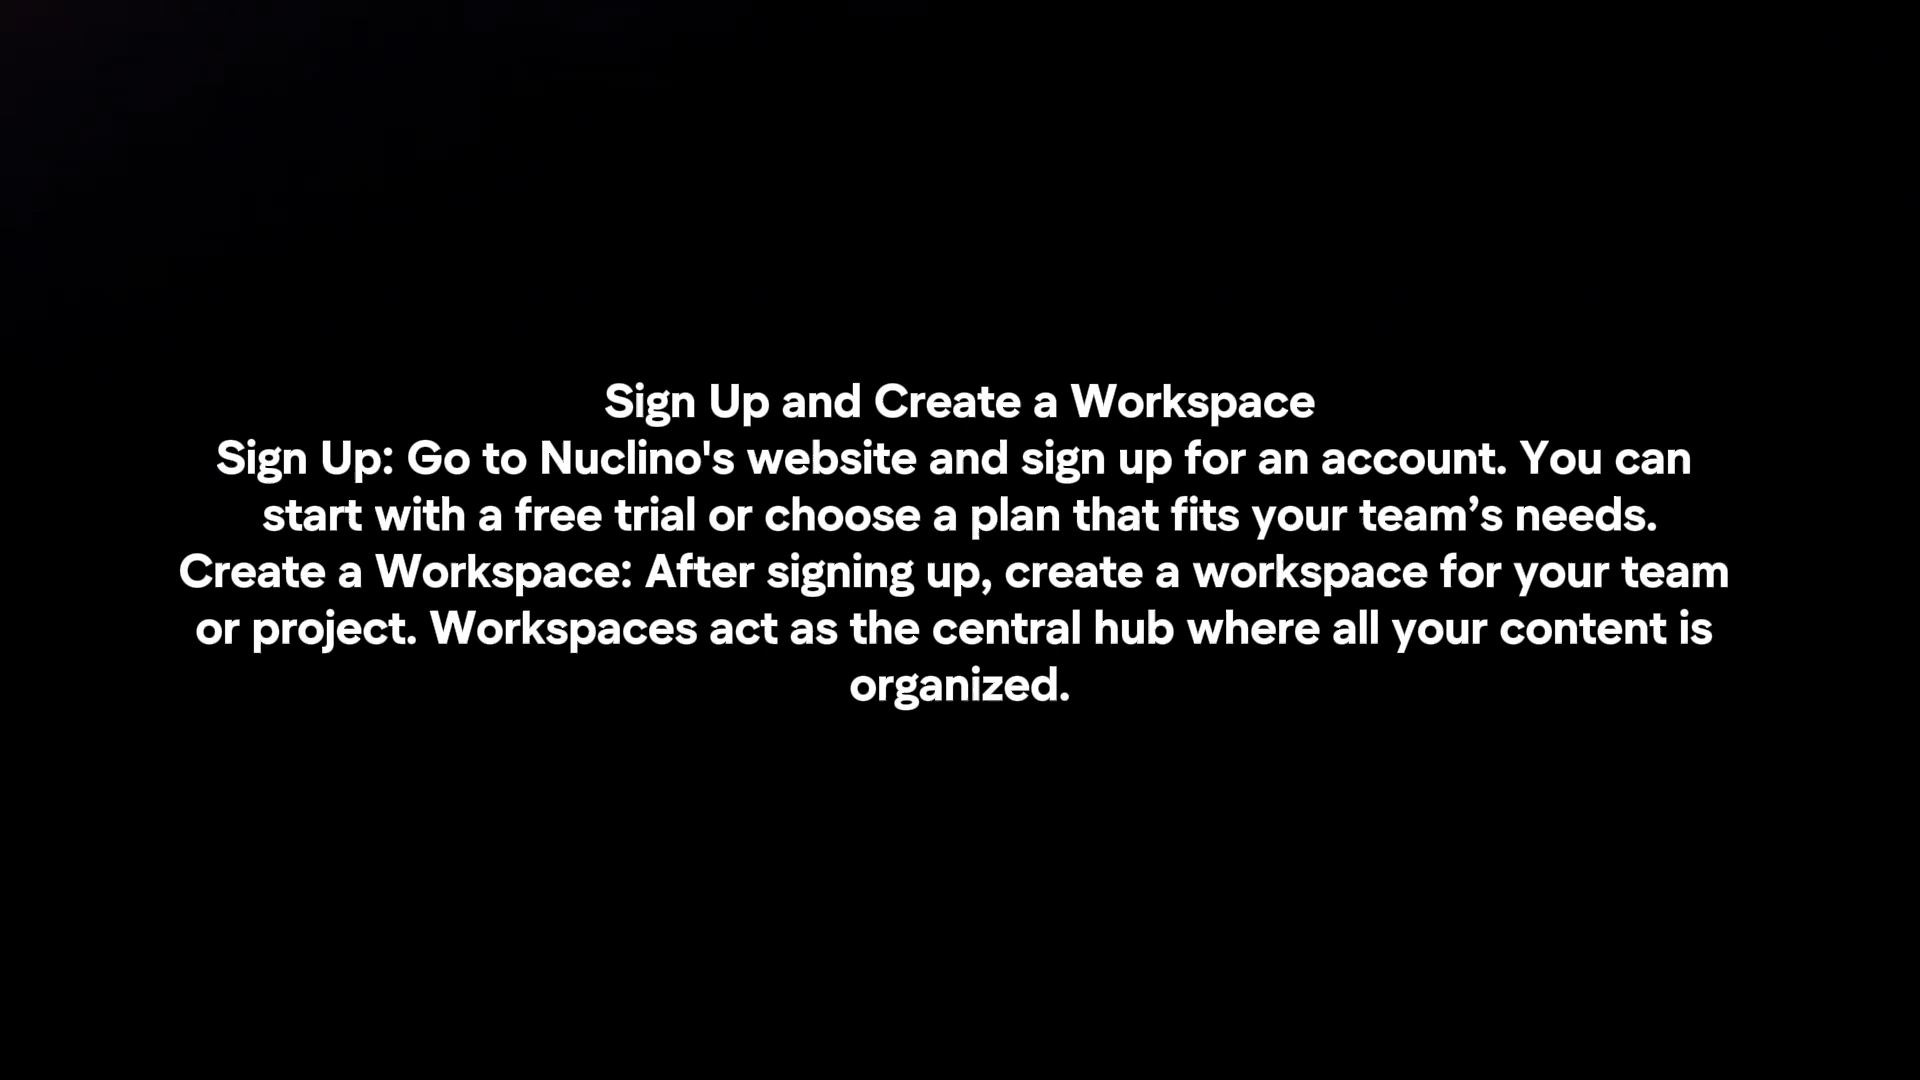 Sign Up and Create a Workspace
Sign Up: Go to Nuclino's website and sign up for an account. You can
start with a free trial or choose a plan that fits your team’s needs.
Create a Workspace: After signing up, create a workspace for your team
or project. Workspaces act as the central hub where all your content is
organized.